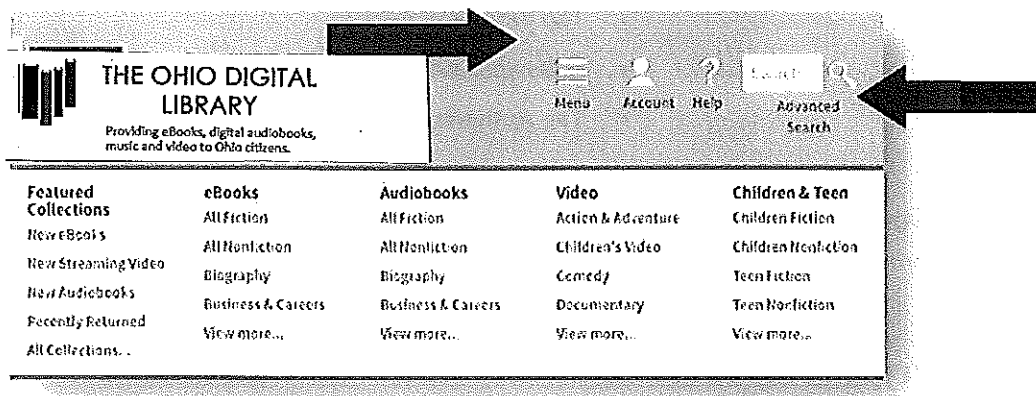 THE OHIO DIGITAL
LIBRARY
Providing eBooks, digital audiobooks,
music and video to Ohio citizens.
Menu
Account
Help
Search
Advanced
Search
Featured
Collections
New eBooks
New Streaming Video
New Audiobooks
Recently Returned
All Collections...
eBooks
All Fiction
All Nonfiction
Biography
Business & Careers
View more...
Audiobooks
All Fiction
All Nonfiction
Biography
Business & Careers
View more...
Video
Action & Adventure
Children's Video
Comedy
Documentary
View more...
Children & Teen
Children Fiction
Children Nonfiction
Teen Fiction
Teen Nonfiction
View more...